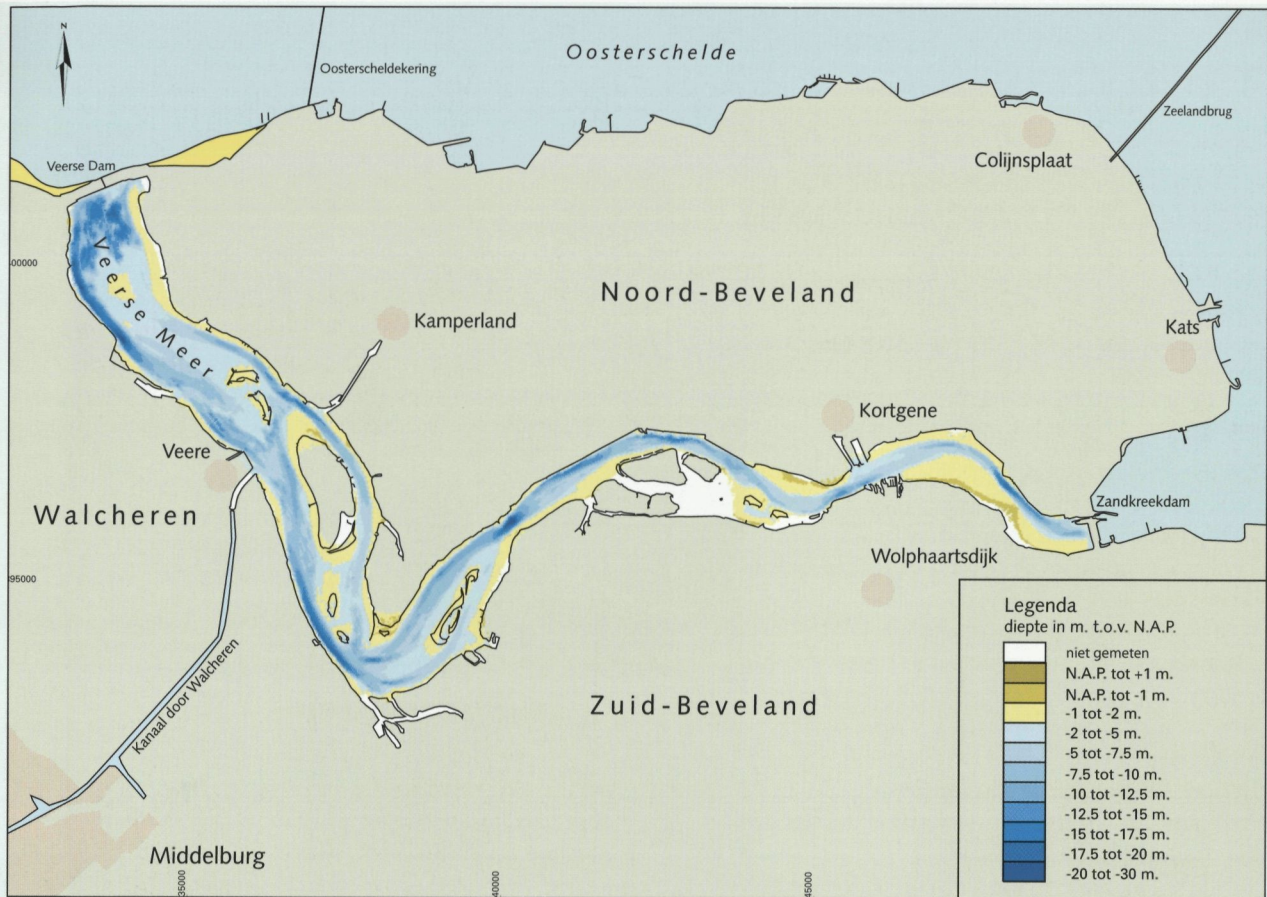 N
Oosterschelde
Oosterscheldekering
Zeelandbrug
Colijnsplaat
Veerse Dam
00000
Veerse Meer
Noord-Beveland
Kamperland
Kats
Kortgene
Veere
Walcheren
Zandkreekdam
Wolphaartsdijk
95000
Kanaal door Walcheren
Zuid-Beveland
Middelburg
35000
40000
45000
Legenda
diepte in m. t.o.v. N.A.P.
niet gemeten
N.A.P. tot +1 m.
N.A.P. tot -1 m.
-1 tot -2 m.
-2 tot -5 m.
-5 tot -7.5 m.
-7.5 tot -10 m.
-10 tot -12.5 m.
-12.5 tot -15 m.
-15 tot -17.5 m.
-17.5 tot -20 m.
-20 tot -30 m.